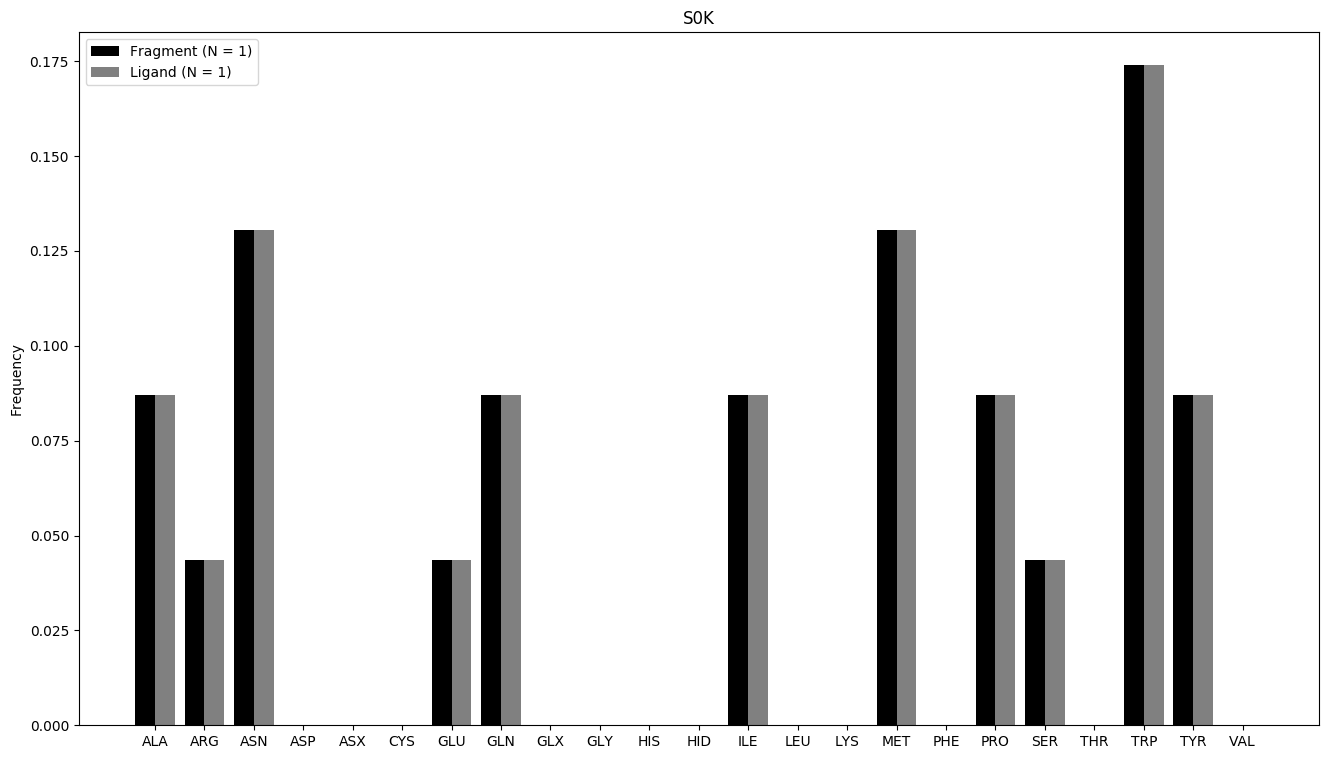 S0K
Fragment (N = 1)
Ligand (N = 1)
Frequency
0.175
0.150
0.125
0.100
0.075
0.050
0.025
0.000
ALA ARG ASN ASP ASX CYS GLU GLN GLX GLY HIS HID ILE LEU LYS MET PHE PRO SER THR TRP TYR VAL